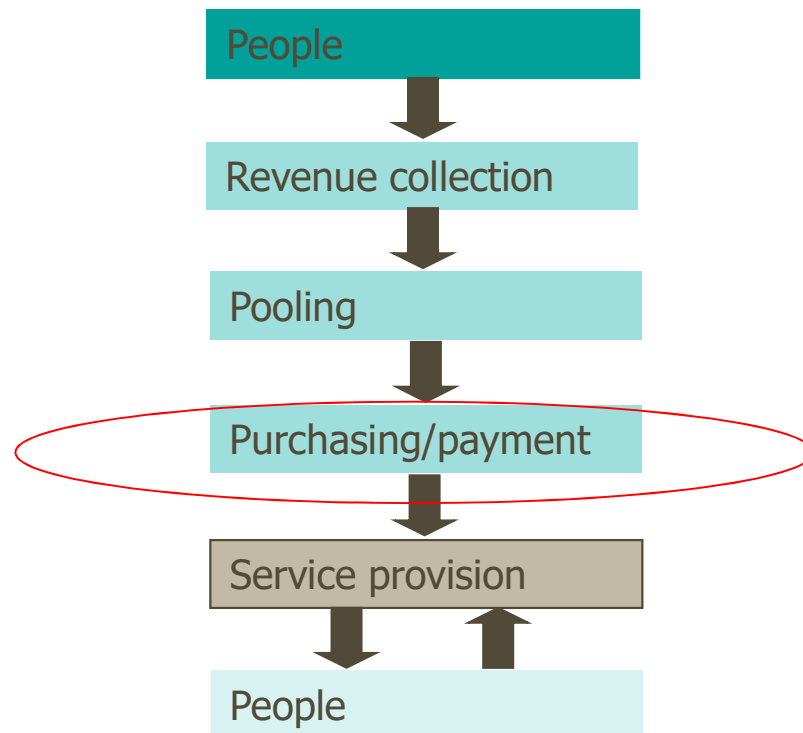 People
Revenue collection
Pooling
Purchasing/payment
Service provision
People